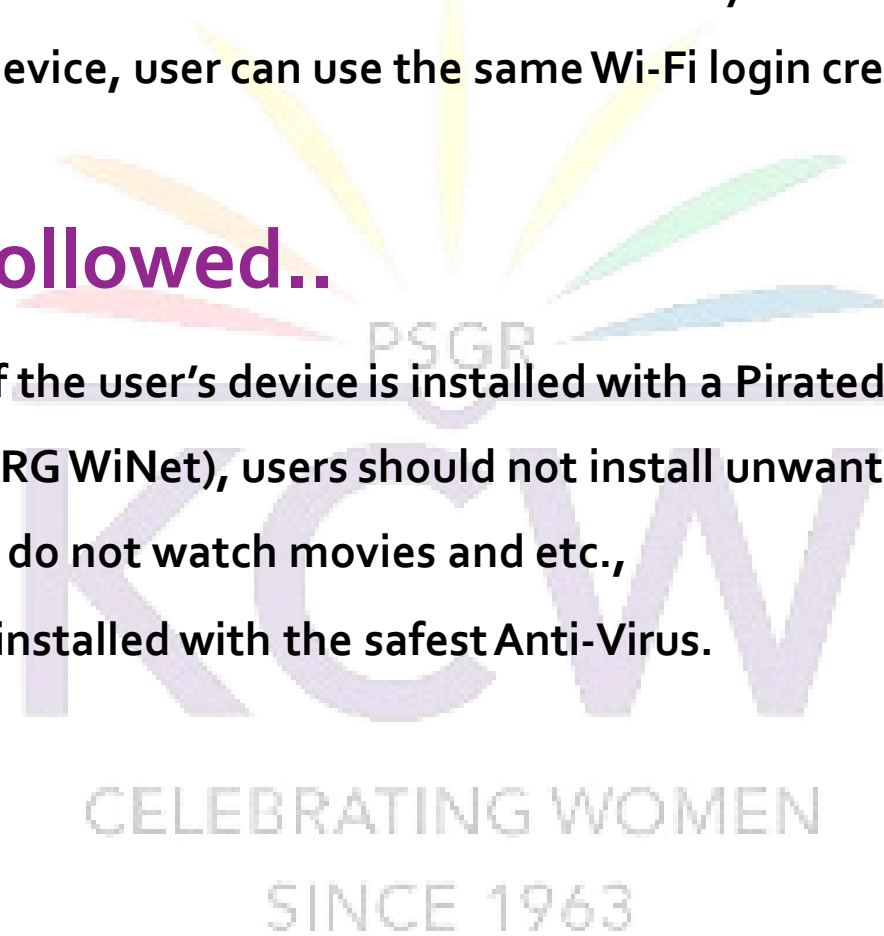 evice, user can use the same Wi-Fi login cre
ollowed..
PSGR
f the user's device is installed with a Pirated
RG WiNet), users should not install unwant
KCW
do not watch movies and etc.,
installed with the safest Anti-Virus.
CELEBRATING WOMEN
SINCE 1963